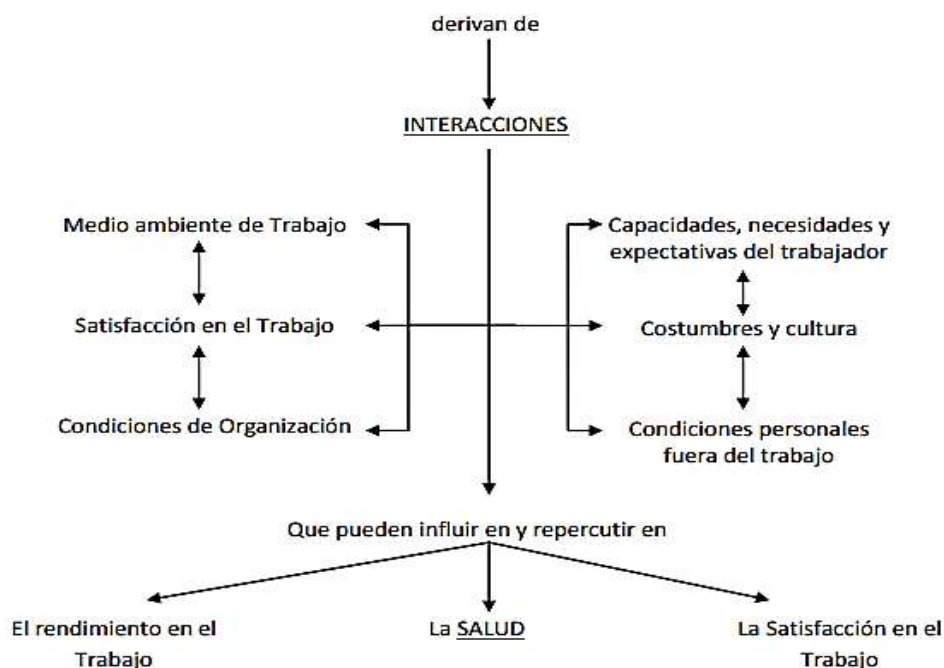 derivan de
INTERACCIONES
Medio ambiente de Trabajo
Capacidades, necesidades y
expectativas del trabajador
Satisfacción en el Trabajo
Costumbres y cultura
Condiciones de Organización
Condiciones personales
fuera del trabajo
Que pueden influir en y repercutir en
El rendimiento en el
Trabajo
La SALUD
La Satisfacción en el
Trabajo